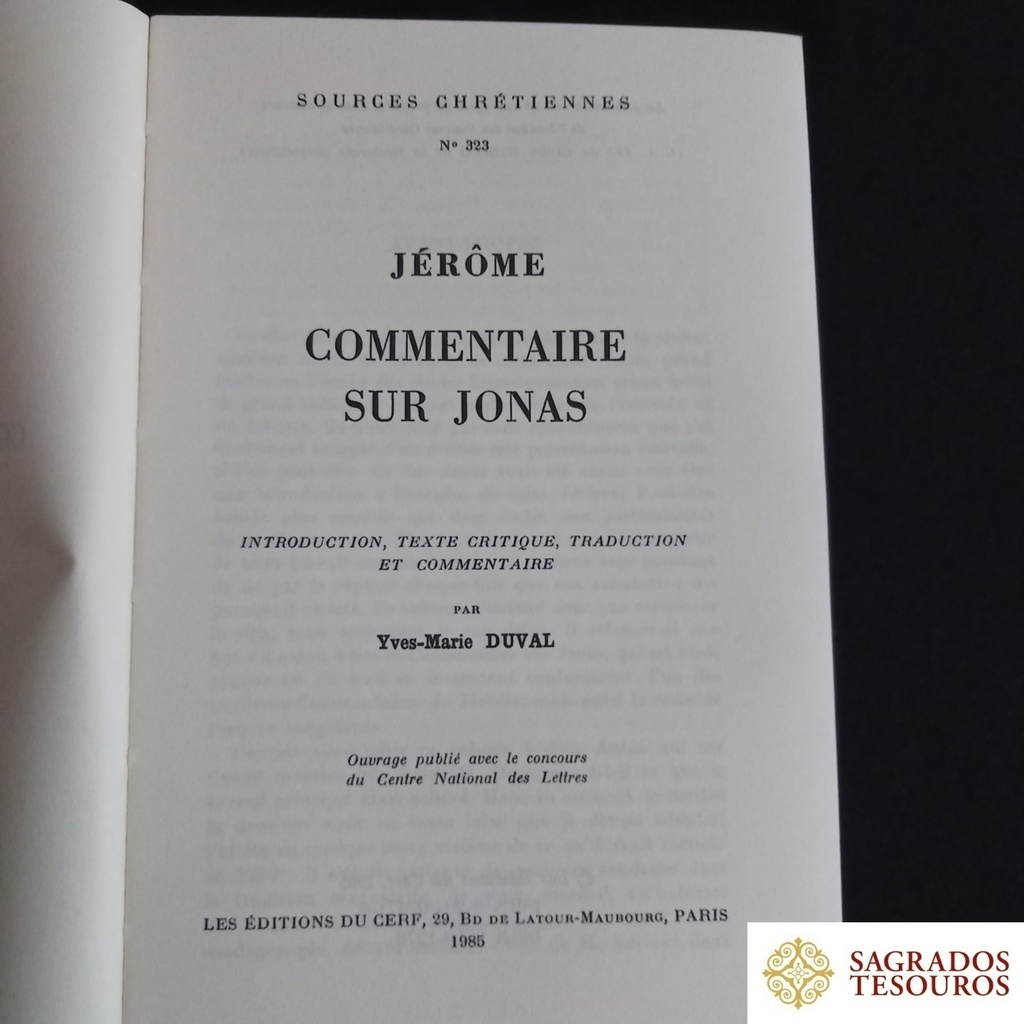 SOURCES CHRÉTIENNES
Nº 323
JÉRÔME
COMMENTAIRE
SUR JONAS
INTRODUCTION, TEXTE CRITIQUE, TRADUCTION
ET COMMENTAIRE
PAR
Yves-Marie DUVAL
Ouvrage publié avec le concours
du Centre National des Lettres
LES ÉDITIONS DU CERF, 29, BD DE LATOUR-MAUBOURG, PARIS
1985
SAGRADOS
TESOUROS